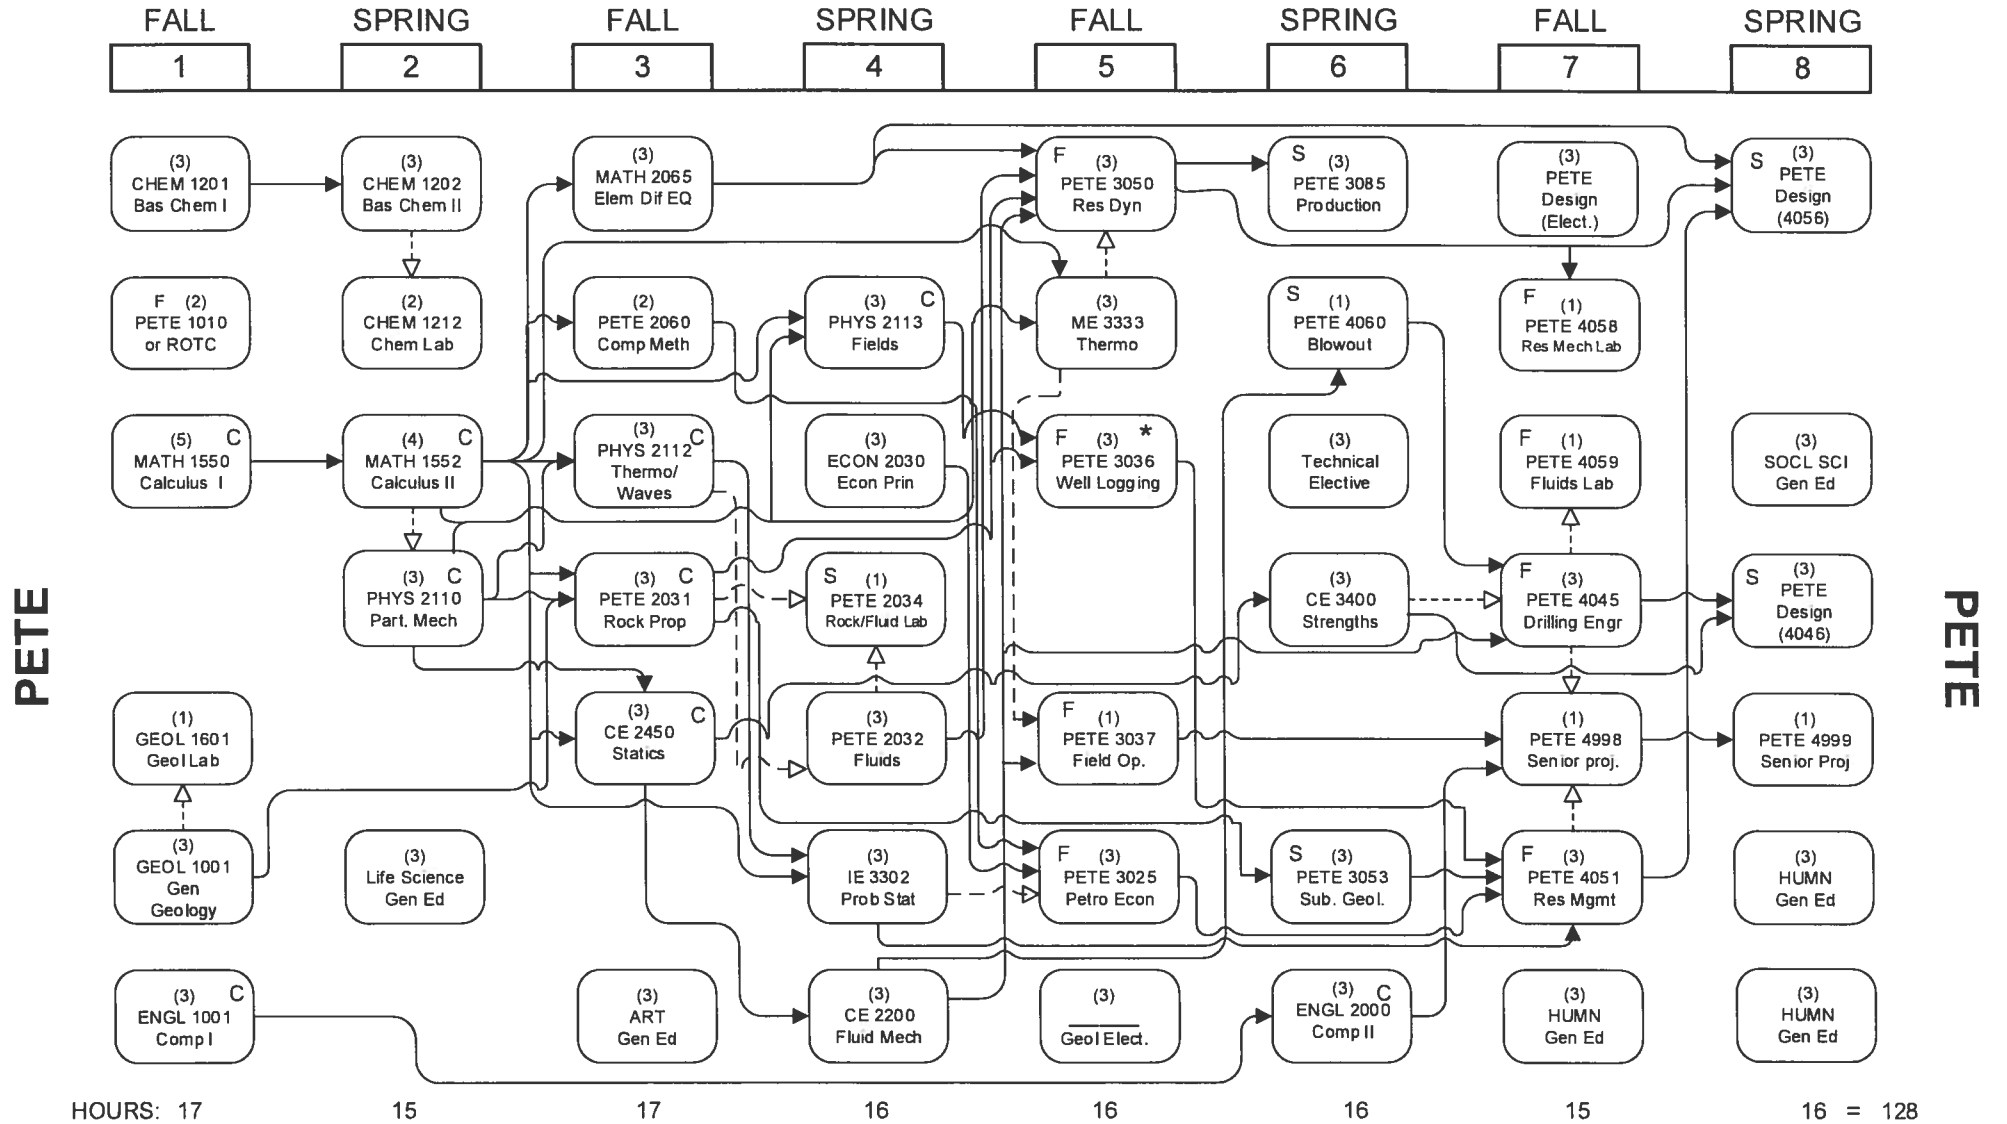 FALL
SPRING
FALL
SPRING
FALL
SPRING
FALL
SPRING
1
2
3
4
5
6
7
8
(3)
CHEM 1201
Bas Chem I
(3)
CHEM 1202
Bas Chem II
(3)
MATH 2065
Elem Dif EQ
F (3)
PETE 3050
Res Dyn
S (3)
PETE 3085
Production
(3)
PETE
Design
(Elect.)
S (3)
PETE
Design
(4056)
F (2)
PETE 1010
or ROTC
(2)
CHEM 1212
Chem Lab
(2)
PETE 2060
Comp Meth
(3) C
PHYS 2113
Fields
(3)
ME 3333
Thermo
S (1)
PETE 4060
Blowout
F (1)
PETE 4058
Res Mech Lab
(5) C
MATH 1550
Calculus I
(4) C
MATH 1552
Calculus II
(3)
PHYS 2112 C
Thermo/
Waves
(3)
ECON 2030
Econ Prin
F (3) *
PETE 3036
Well Logging
(3)
Technical
Elective
F (1)
PETE 4059
Fluids Lab
(3)
SOCL SCI
Gen Ed
(3) C
PHYS 2110
Part. Mech
(3) C
PETE 2031
Rock Prop
S (1)
PETE 2034
Rock/Fluid Lab
(3)
CE 3400
Strengths
F (3)
PETE 4045
Drilling Engr
S (3)
PETE
Design
(4046)
PETE
PETE
(1)
GEOL 1601
Geol Lab
(3) C
CE 2450
Statics
(3)
PETE 2032
Fluids
F (1)
PETE 3037
Field Op.
(1)
PETE 4998
Senior proj.
(1)
PETE 4999
Senior Proj
(3)
GEOL 1001
Gen
Geology
(3)
Life Science
Gen Ed
(3)
IE 3302
Prob Stat
F (3)
PETE 3025
Petro Econ
S (3)
PETE 3053
Sub. Geol.
F (3)
PETE 4051
Res Mgmt
(3)
HUMN
Gen Ed
(3) C
ENGL 1001
Comp I
(3)
ART
Gen Ed
(3)
CE 2200
Fluid Mech
(3)
Geol Elect.
(3) C
ENGL 2000
Comp II
(3)
HUMN
Gen Ed
(3)
HUMN
Gen Ed
HOURS: 17 15 17 16 16 16 15 16 = 128